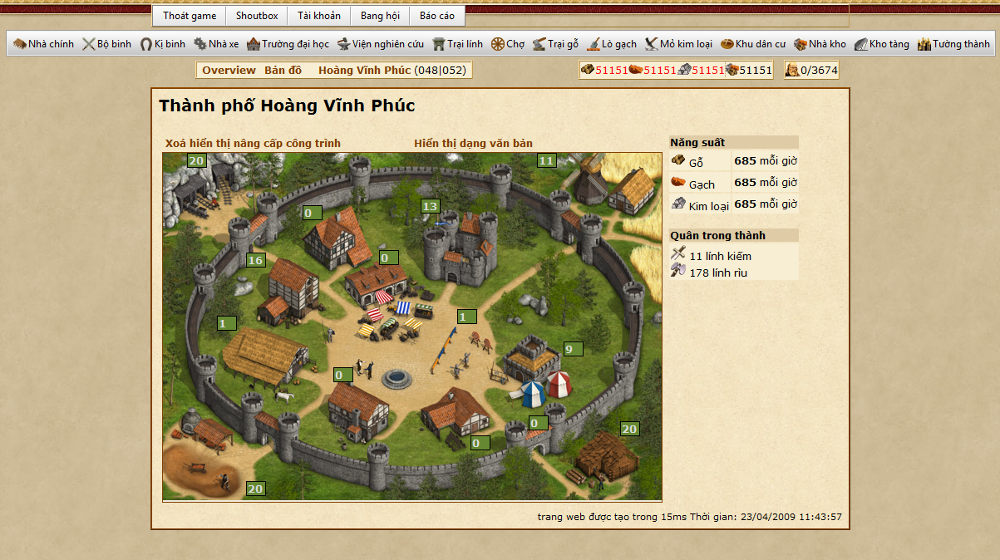 Thoát game Shoutbox Tài khoản Bang hội Báo cáo
Nhà chính Bộ binh Kị binh Nhà xe Trường đại học Viện nghiên cứu Trại lính Chợ Trại gỗ Lò gạch Mỏ kim loại Khu dân cư Nhà kho Kho tàng Tường thành
Overview Bản đồ Hoàng Vĩnh Phúc (048|052) 51151 51151 51151 51151 0/3674
Thành phố Hoàng Vĩnh Phúc
Xoá hiển thị nâng cấp công trình Hiển thị dạng văn bản
Năng suất
Gỗ 685 mỗi giờ
Gạch 685 mỗi giờ
Kim loại 685 mỗi giờ
Quân trong thành
11 lính kiếm
178 lính rìu
20 11
13
0
0
16
1
1
9
0
0
20
0
20
trang web được tạo trong 15ms Thời gian: 23/04/2009 11:43:57